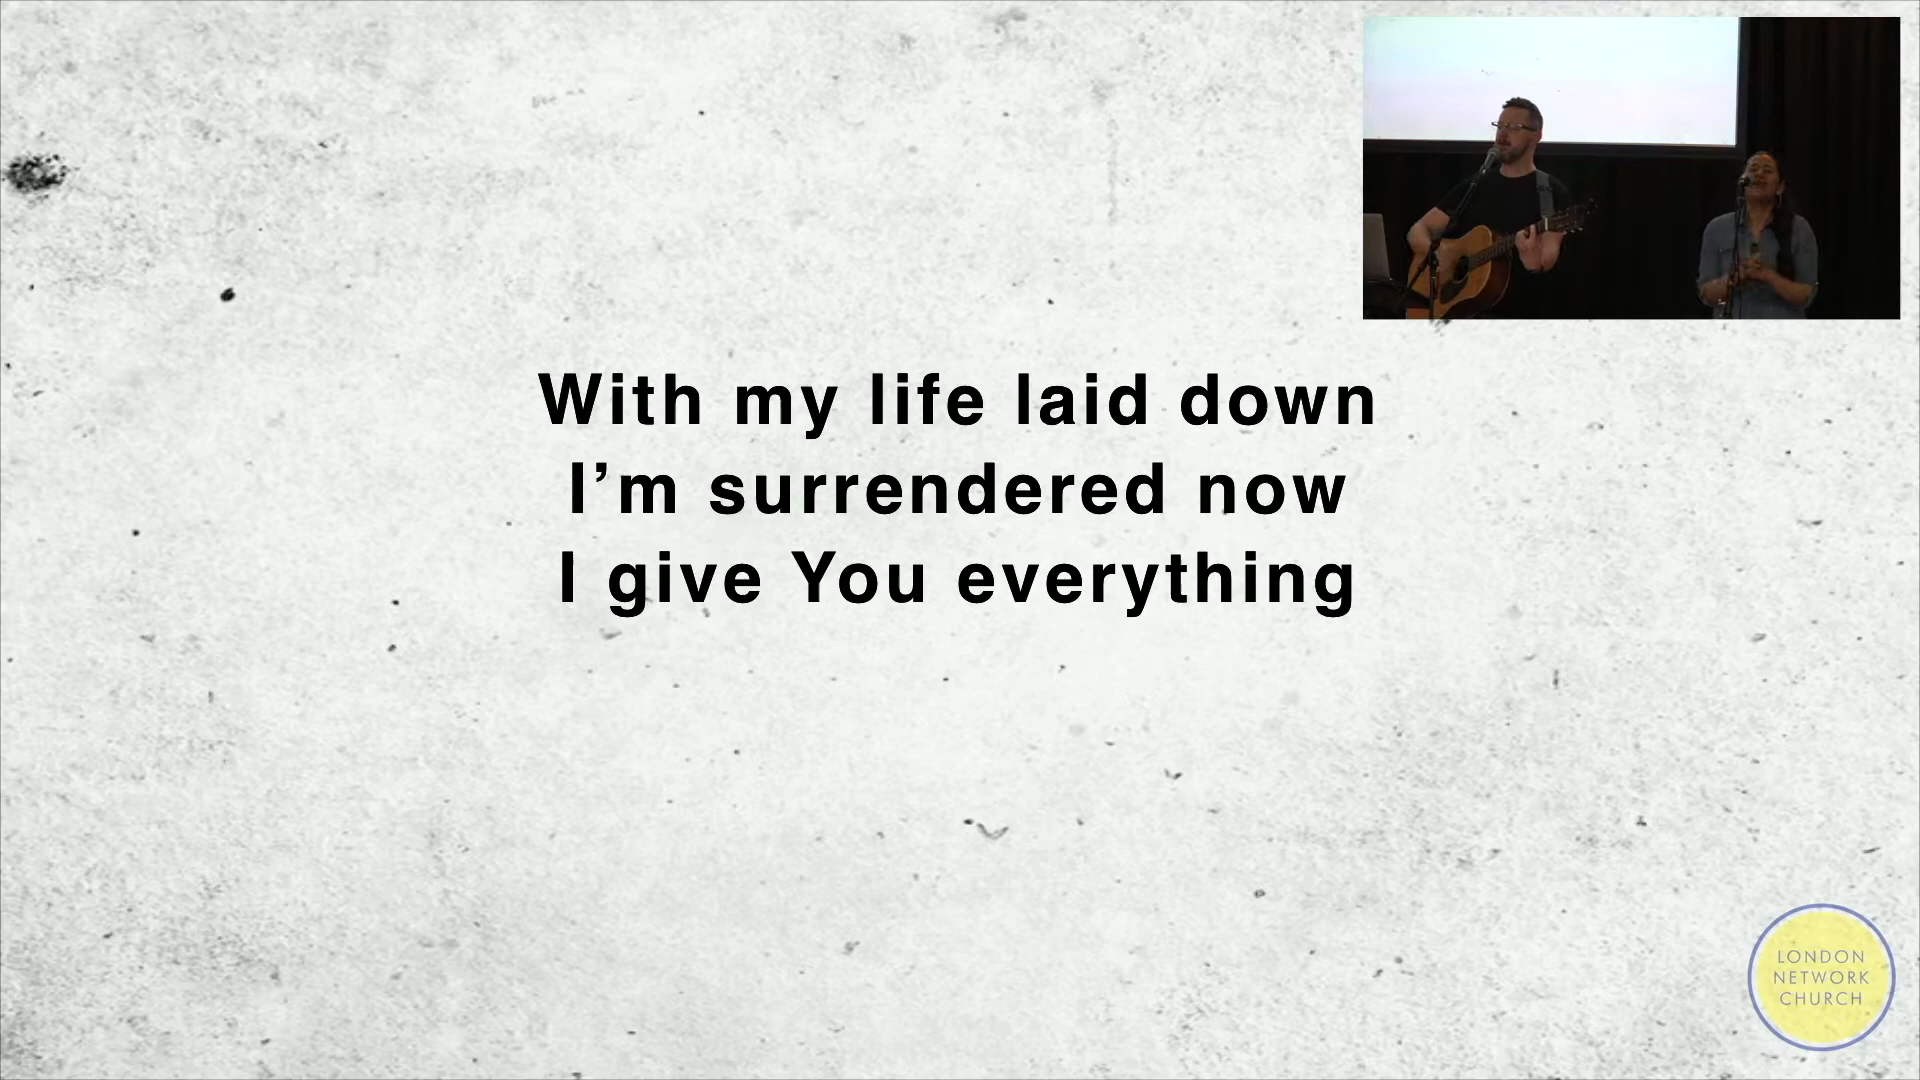 With my life laid down
I’m surrendered now
I give You everything
LONDON
NETWORK
CHURCH